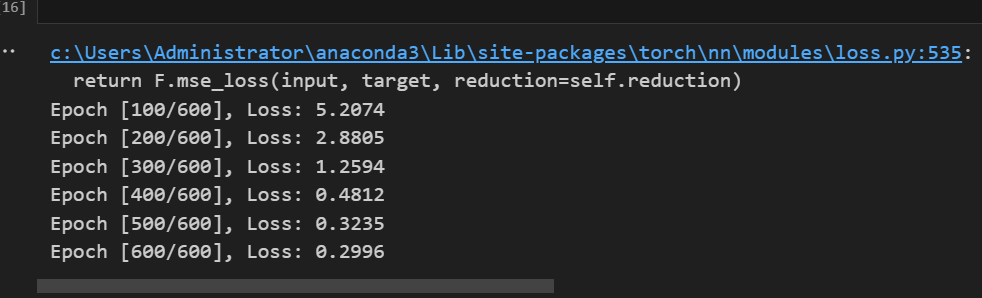 [16]
··
c:\Users\Administrator\anaconda3\Lib\site-packages\torch\nn\modules\loss.py:535:
return F.mse_loss(input, target, reduction=self.reduction)
Epoch [100/600], Loss: 5.2074
Epoch [200/600], Loss: 2.8805
Epoch [300/600], Loss: 1.2594
Epoch [400/600], Loss: 0.4812
Epoch [500/600], Loss: 0.3235
Epoch [600/600], Loss: 0.2996